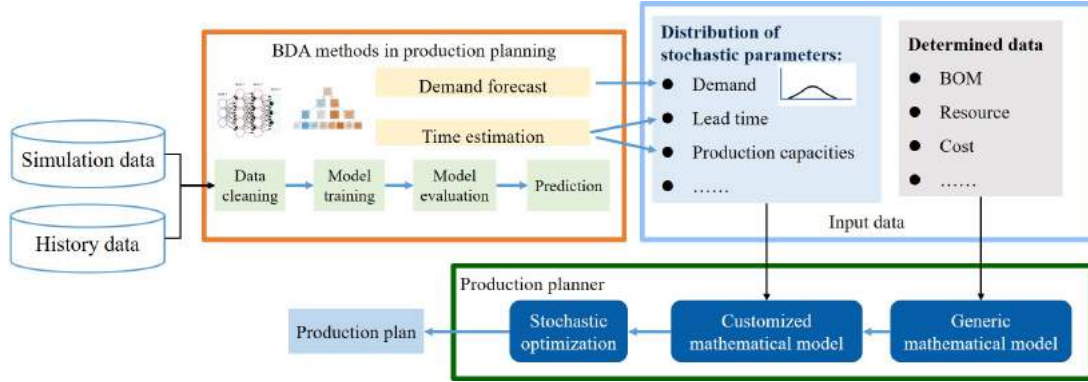 Simulation data
History data
BDA methods in production planning
Demand forecast
Time estimation
Data
cleaning
Model
training
Model
evaluation
Prediction
Distribution of
stochastic parameters:
● Demand
● Lead time
● Production capacities
● ……
Determined data
● BOM
● Resource
● Cost
● ……
Input data
Production planner
Production plan
Stochastic
optimization
Customized
mathematical model
Generic
mathematical model